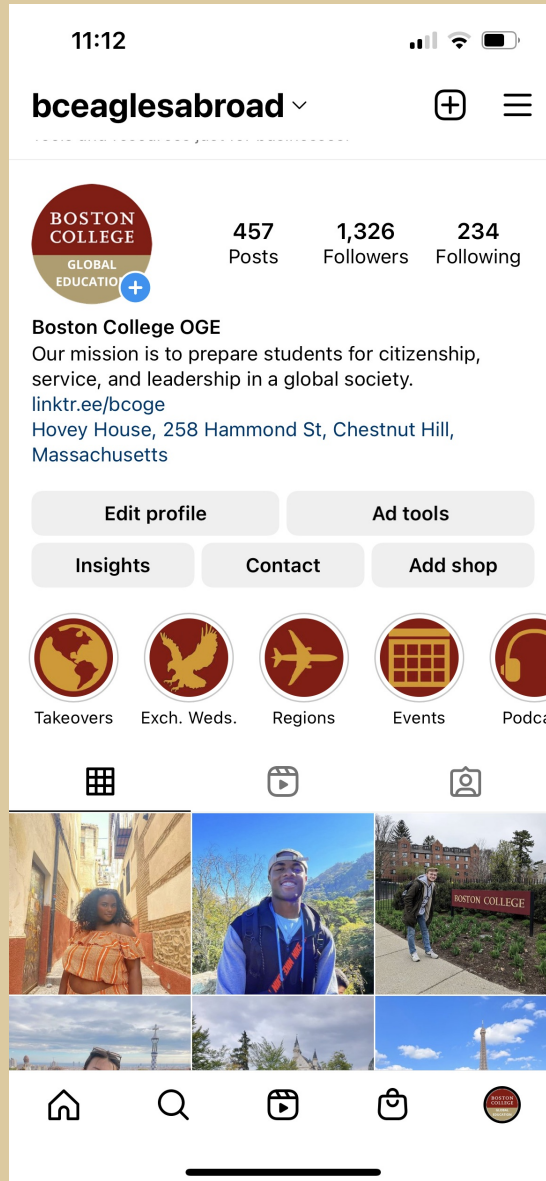 11:12
bceaglesabroad
BOSTON
COLLEGE
GLOBAL
EDUCATIO
457
1,326
234
Posts
Followers
Following
Boston College OGE
Our mission is to prepare students for citizenship,
service, and leadership in a global society.
linktr.ee/bcoge
Hovey House, 258 Hammond St, Chestnut Hill,
Massachusetts
Edit profile
Ad tools
Insights
Contact
Add shop
Takeovers
Exch. Weds.
Regions
Events
Podca
BOSTON COLLEGE
BOSTON
COLLEGE